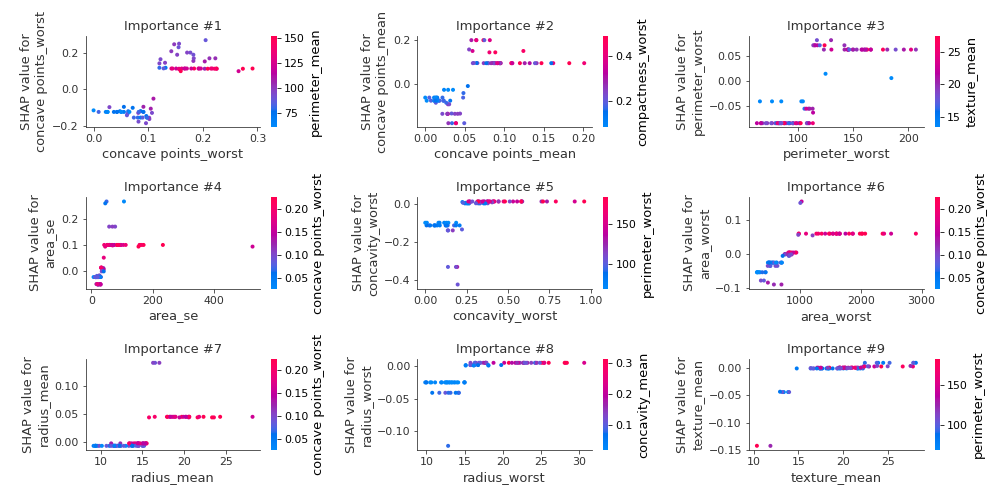 Importance #1
SHAP value for
concave points_worst
0.2
0.0
−0.2
0.0
0.1
0.2
0.3
concave points_worst
150
125
100
75
perimeter_mean
Importance #2
SHAP value for
concave points_mean
0.2
0.0
0.00
0.05
0.10
0.15
0.20
concave points_mean
0.4
0.2
compactness_worst
Importance #3
SHAP value for
perimeter_worst
0.05
0.00
−0.05
100
150
200
perimeter_worst
25
20
15
texture_mean
Importance #4
SHAP value for
area_se
0.2
0.1
0.0
0
200
400
area_se
0.20
0.15
0.10
0.05
concave points_worst
Importance #5
SHAP value for
concavity_worst
0.0
−0.2
−0.4
0.00
0.25
0.50
0.75
1.00
concavity_worst
150
100
perimeter_worst
Importance #6
SHAP value for
area_worst
0.1
0.0
−0.1
1000
2000
3000
area_worst
0.20
0.15
0.10
0.05
concave points_worst
Importance #7
SHAP value for
radius_mean
0.10
0.05
0.00
10
15
20
25
radius_mean
0.20
0.15
0.10
0.05
concave points_worst
Importance #8
SHAP value for
radius_worst
0.00
−0.05
−0.10
10
15
20
25
30
radius_worst
0.3
0.2
0.1
concavity_mean
Importance #9
SHAP value for
texture_mean
0.00
−0.05
−0.10
−0.15
10
15
20
25
texture_mean
150
100
perimeter_worst